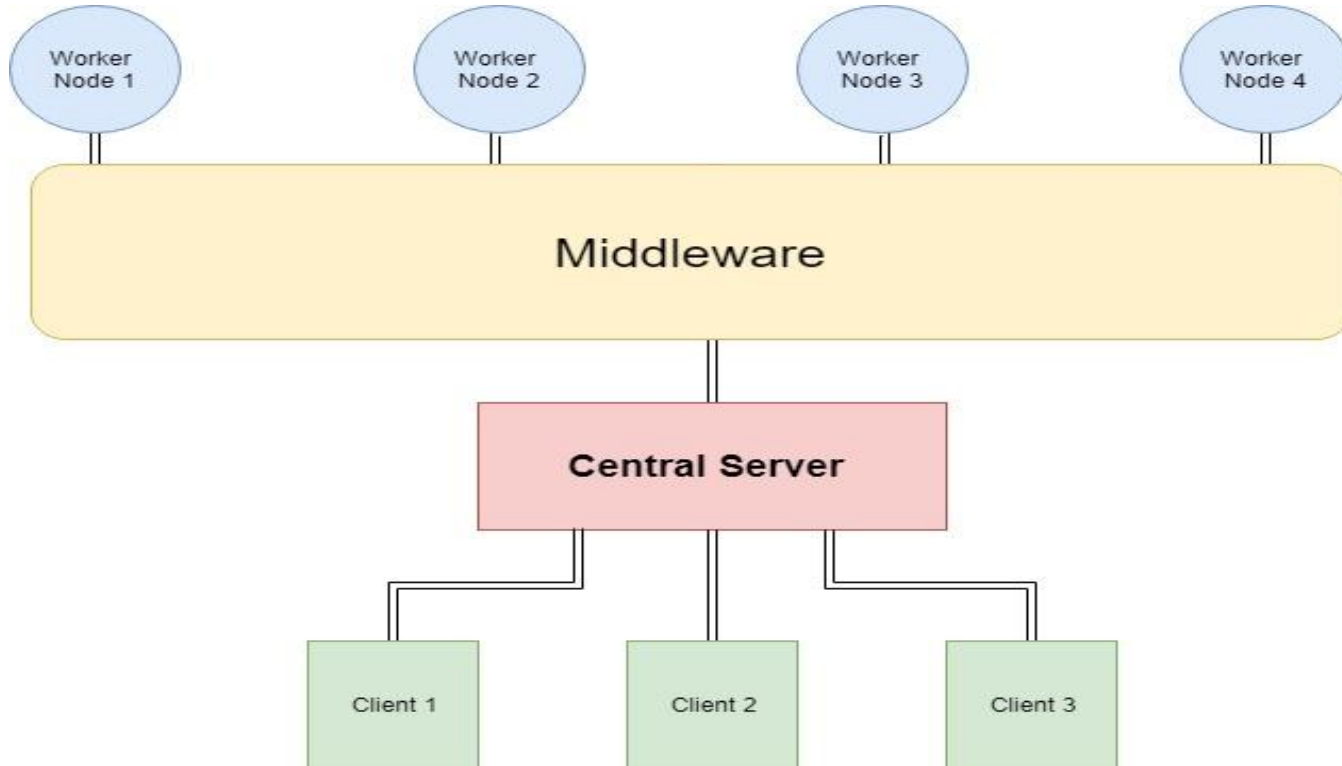 Worker
Node 1
Worker
Node 2
Worker
Node 3
Worker
Node 4
Middleware
Central Server
Client 1
Client 2
Client 3